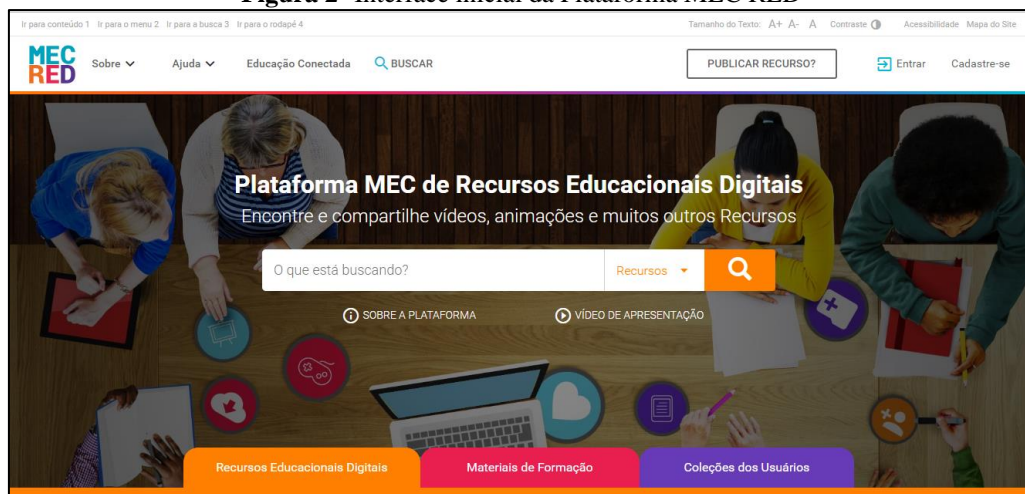 Figura 2- Interface inicial da Plataforma MEC RED
Ir para conteúdo 1 Ir para o menu 2 Ir para a busca 3 Ir para o rodapé 4 Tamanho do Texto: A+ A- A Contraste Acessibilidade Mapa do Site
MEC
RED
Sobre Ajuda Educação Conectada BUSCAR PUBLICAR RECURSO? Entrar Cadastre-se
Plataforma MEC de Recursos Educacionais Digitais
Encontre e compartilhe vídeos, animações e muitos outros Recursos
O que está buscando? Recursos
SOBRE A PLATAFORMA VÍDEO DE APRESENTAÇÃO
Recursos Educacionais Digitais Materiais de Formação Coleções dos Usuários